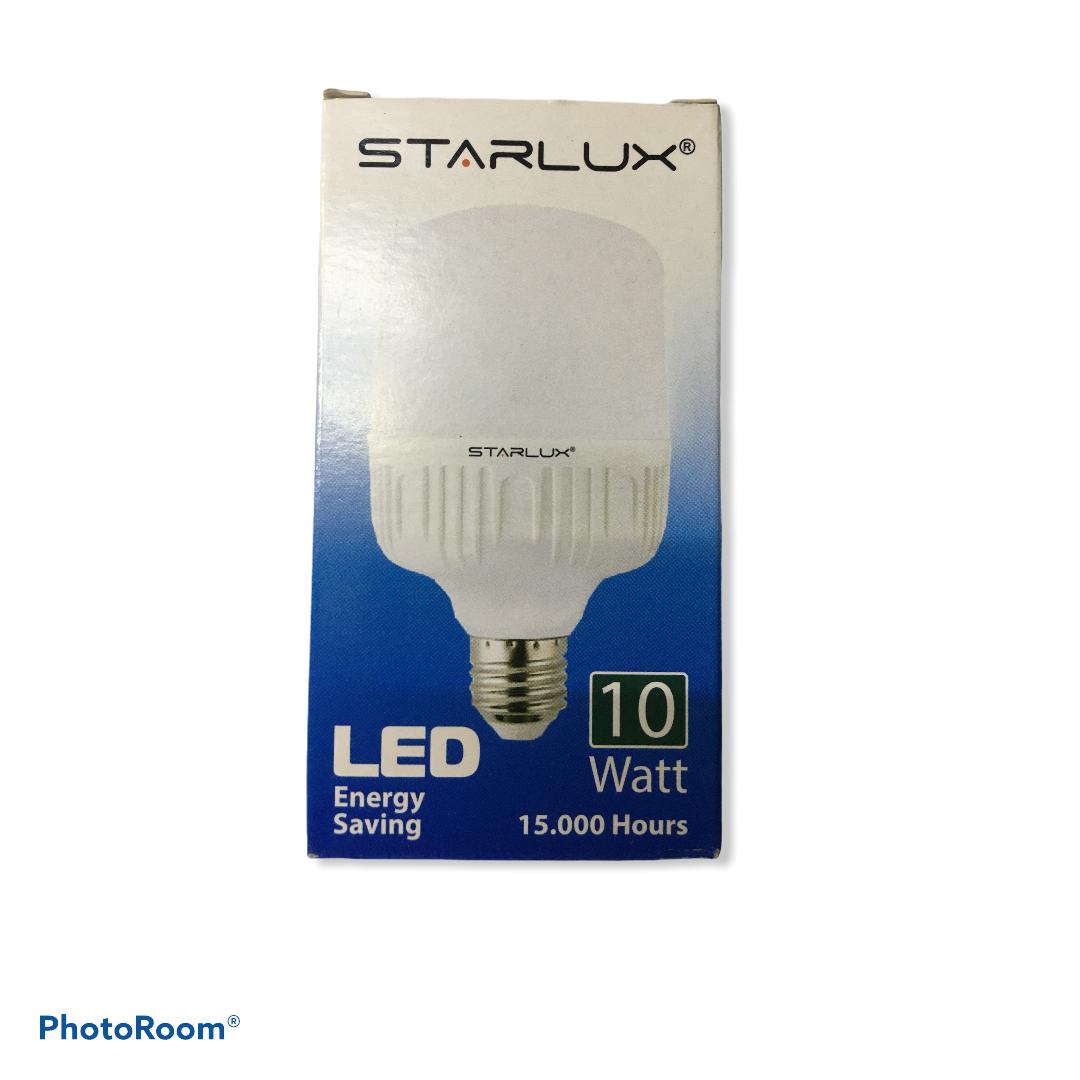 STARLUX®
STARLUX®
LED
Energy
Saving
10
Watt
15.000 Hours
PhotoRoom®